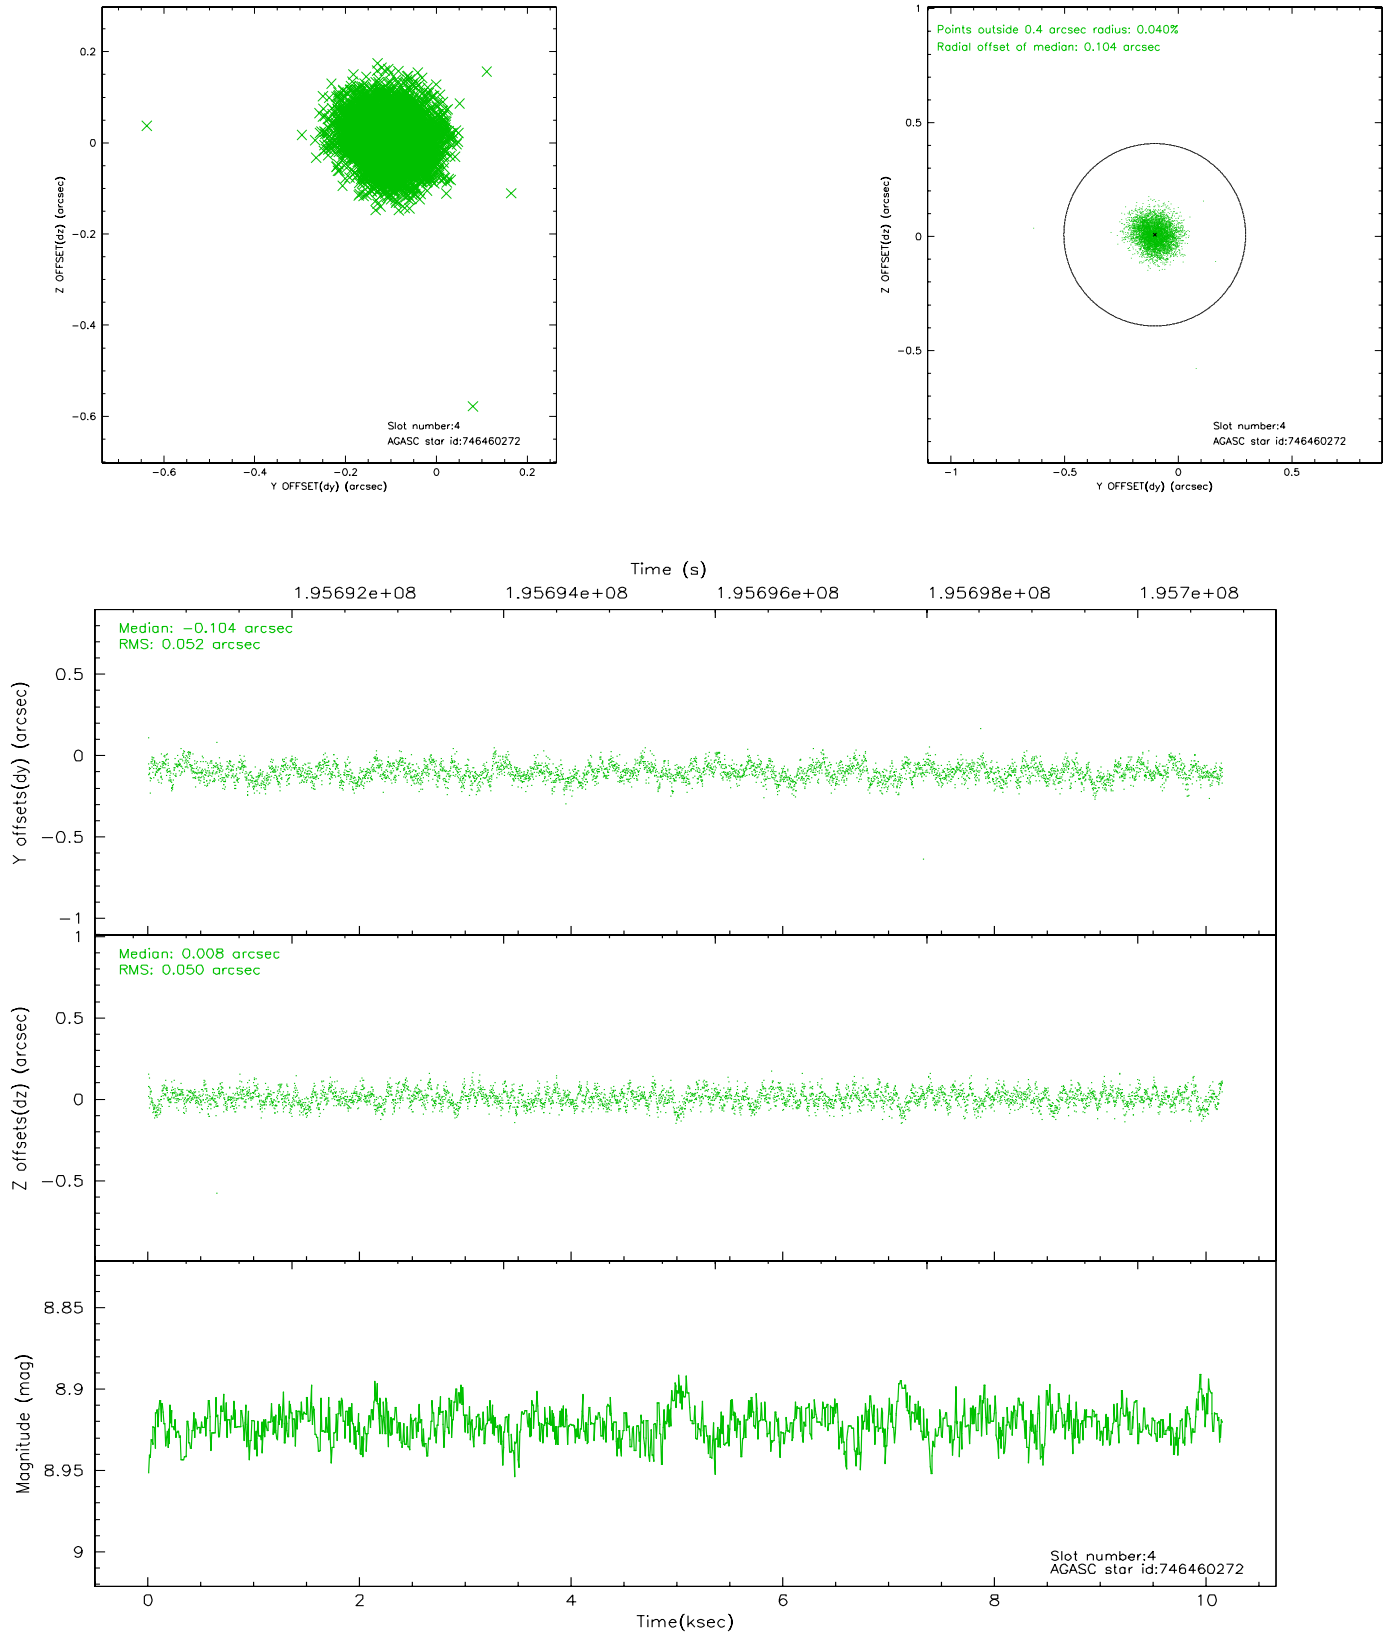 0.2
0
−0.2
−0.4
−0.6
Z OFFSET(dz) (arcsec)
Slot number:4
AGASC star id:746460272
−0.6 −0.4 −0.2 0 0.2
Y OFFSET(dy) (arcsec)
Points outside 0.4 arcsec radius: 0.040%
Radial offset of median: 0.104 arcsec
1
0.5
0
−0.5
Z OFFSET(dz) (arcsec)
Slot number:4
AGASC star id:746460272
−1 −0.5 0 0.5
Y OFFSET(dy) (arcsec)
Time (s)
1.95692e+08 1.95694e+08 1.95696e+08 1.95698e+08 1.957e+08
Median: −0.104 arcsec
RMS: 0.052 arcsec
0.5
0
−0.5
−1
Y offsets(dy) (arcsec)
Median: 0.008 arcsec
RMS: 0.050 arcsec
1
0.5
0
−0.5
Z offsets(dz) (arcsec)
8.85
8.9
8.95
9
Magnitude (mag)
Slot number:4
AGASC star id:746460272
0 2 4 6 8 10
Time(ksec)